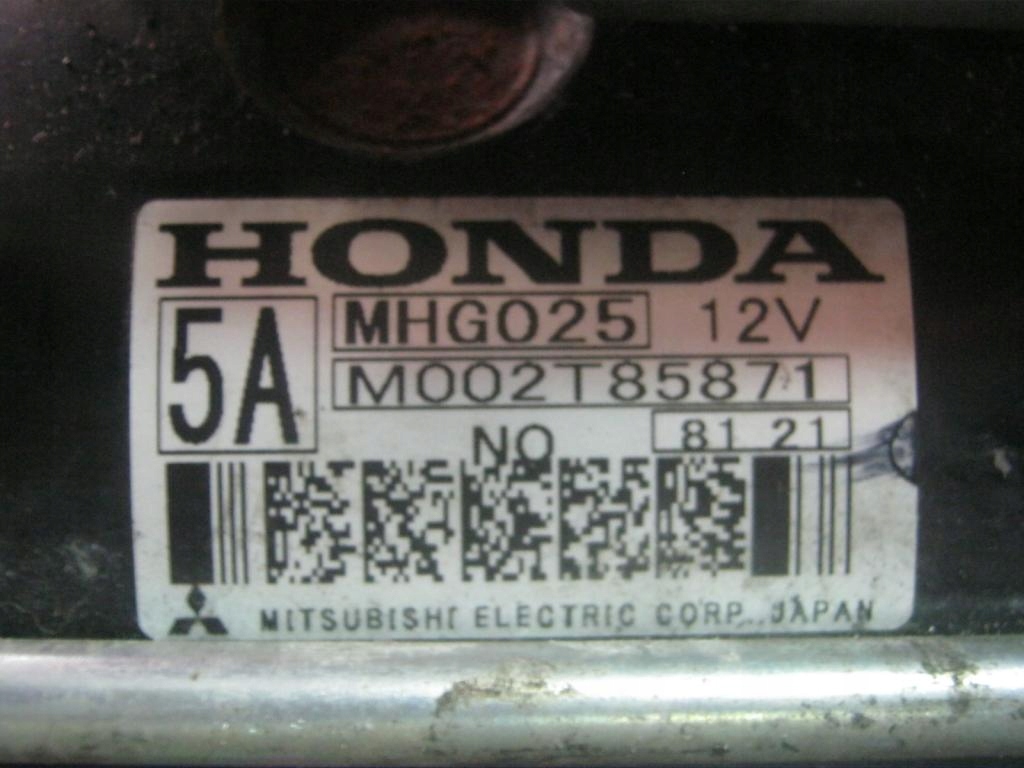 HONDA
5A
MHG025 12V
M002T85871
NO 81 21
MITSUBISHI ELECTRIC CORP. JAPAN